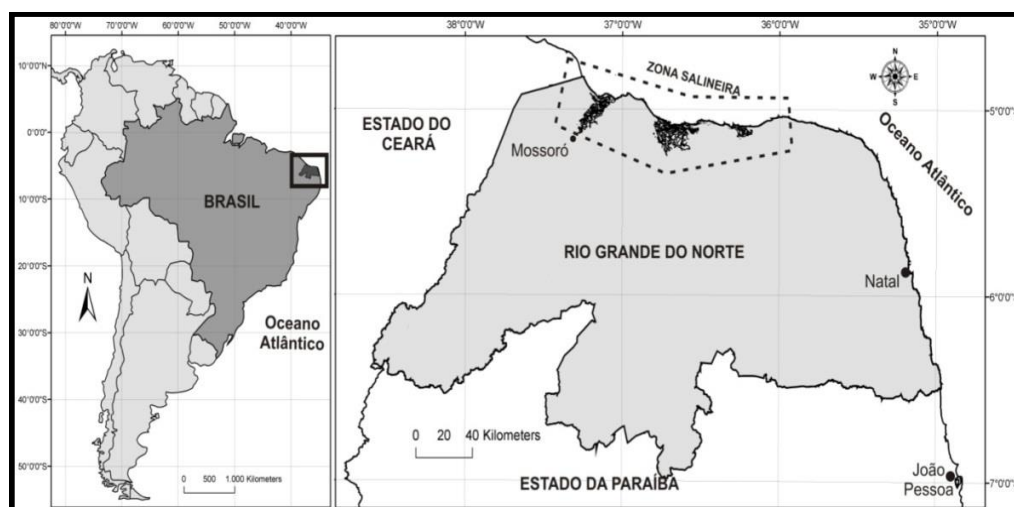 80°0'0"W 70°0'0"W 60°0'0"W 50°0'0"W 40°0'0"W
10°0'0"N
0°0'0"
10°0'0"S
20°0'0"S
30°0'0"S
40°0'0"S
50°0'0"S
BRASIL
N
Oceano
Atlântico
0 500 1.000 Kilometers
38°0'0"W 37°0'0"W 36°0'0"W 35°0'0"W
ZONA SALINEIRA
N
W E
S
5°0'0"S
6°0'0"S
7°0'0"S
ESTADO DO
CEARÁ
Mossoró
Oceano Atlântico
RIO GRANDE DO NORTE
Natal
0 20 40 Kilometers
ESTADO DA PARAÍBA
João
Pessoa